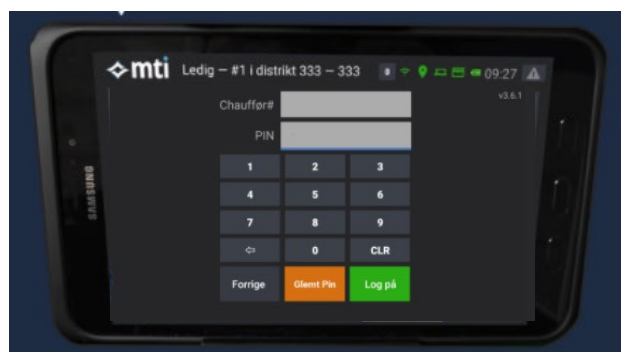 mti Ledig – #1 i distrikt 333 – 333 09:27
v3.6.1
Chauffør#
PIN
1 2 3
4 5 6
7 8 9
0 CLR
Forrige Glemt Pin Log på
SAMSUNG